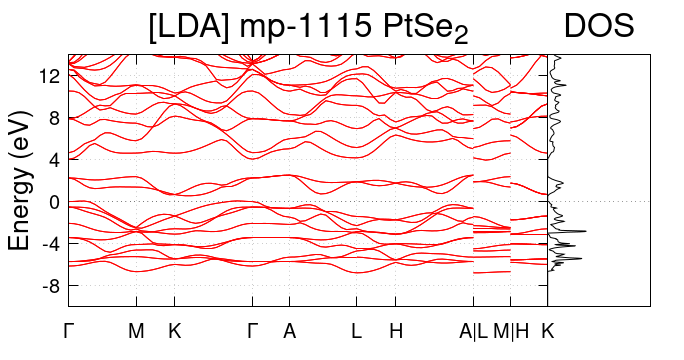 [LDA] mp-1115 PtSe2 DOS
Energy (eV)
12
8
4
0
-4
-8
Γ M K Γ A L H A|L M|H K